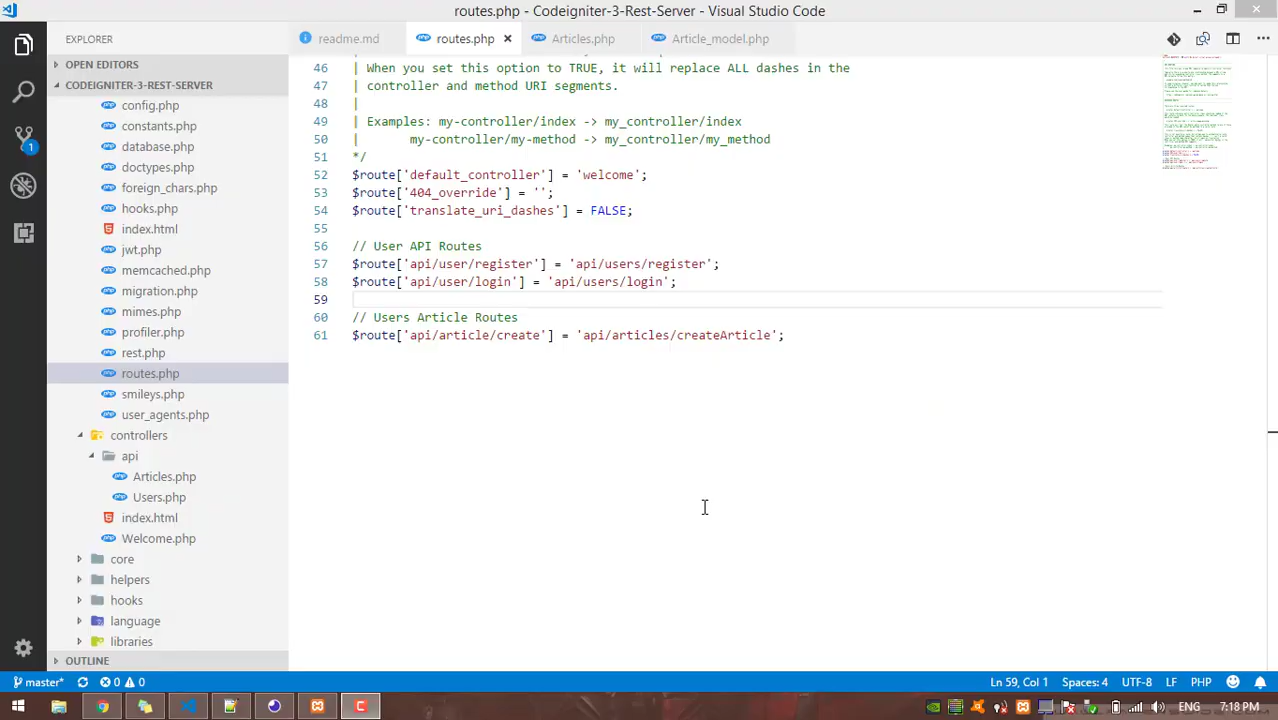 routes.php - Codeigniter-3-Rest-Server - Visual Studio Code
EXPLORER
OPEN EDITORS
CODEIGNITER-3-REST-SERVER
config.php
constants.php
database.php
doctypes.php
foreign_chars.php
hooks.php
index.html
jwt.php
memcached.php
migration.php
mimes.php
profiler.php
rest.php
routes.php
smileys.php
user_agents.php
controllers
api
Articles.php
Users.php
index.html
Welcome.php
core
helpers
hooks
language
libraries
OUTLINE
readme.md
routes.php
Articles.php
Article_model.php
46 | When you set this option to TRUE, it will replace ALL dashes in the
47 | controller and method URI segments.
48 |
49 | Examples: my-controller/index -> my_controller/index
50 | my-controller/my-method -> my_controller/my_method
51 */
52 $route['default_controller'] = 'welcome';
53 $route['404_override'] = '';
54 $route['translate_uri_dashes'] = FALSE;
55
56 // User API Routes
57 $route['api/user/register'] = 'api/users/register';
58 $route['api/user/login'] = 'api/users/login';
59
60 // Users Article Routes
61 $route['api/article/create'] = 'api/articles/createArticle';
1
master*
0
0
Ln 59, Col 1
Spaces: 4
UTF-8
LF
PHP
ENG
7:18 PM